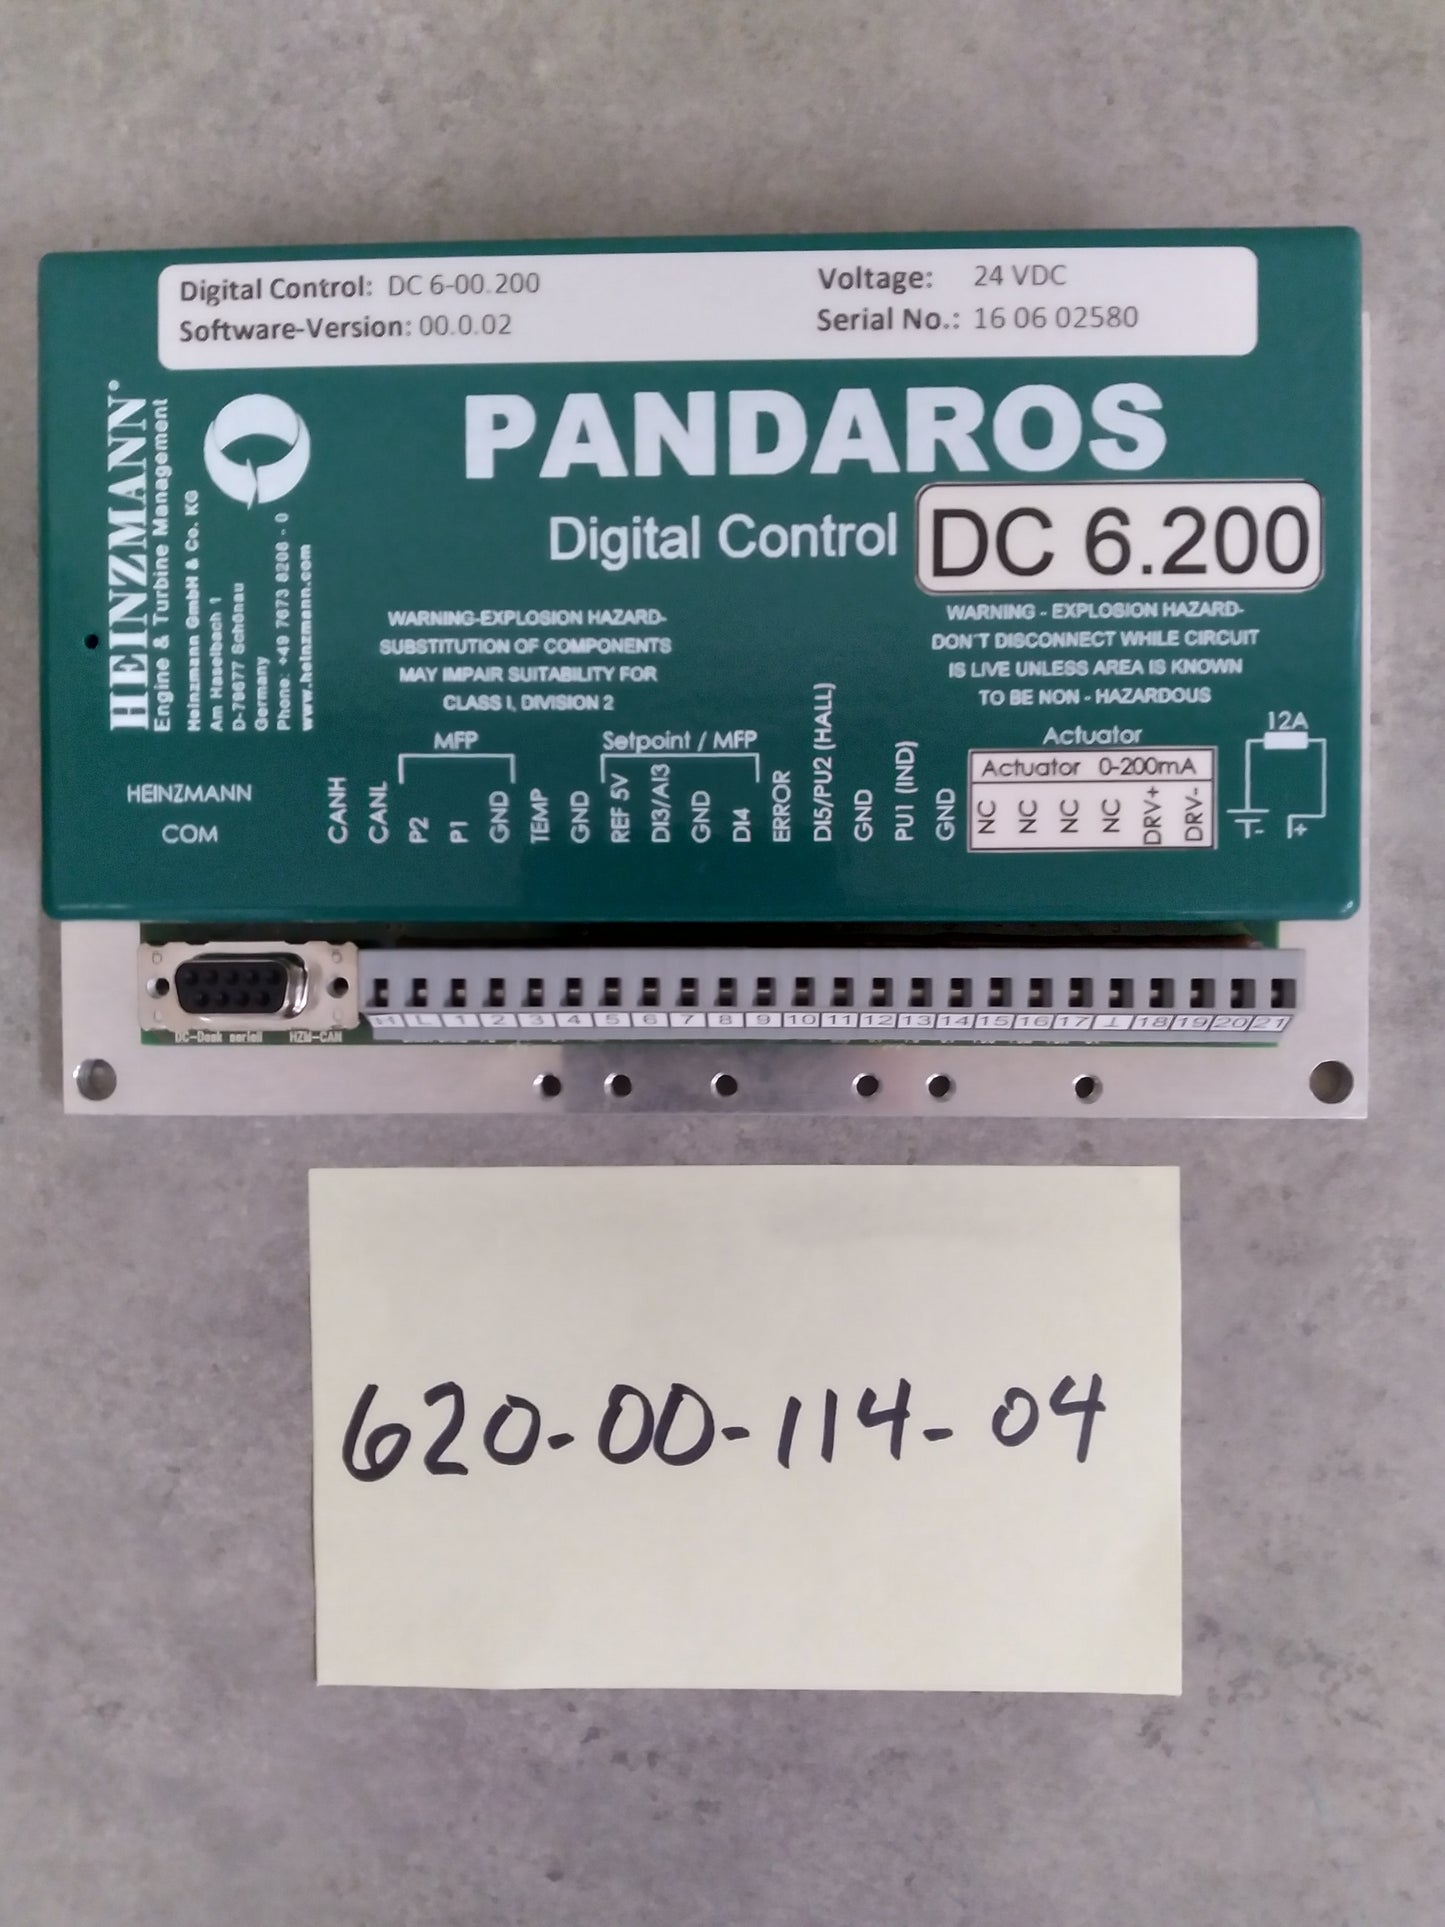 Digital Control: DC 6-00.200
Software-Version: 00.0.02
Voltage: 24 VDC
Serial No.: 16 06 02580
HEINZMANN®
Engine & Turbine Management
Heinzmann GmbH & Co. KG
Am Haselbach 1
D-79677 Schönau
Germany
Phone: +49 7673 8208 - 0
www.heinzmann.com
PANDAROS
Digital Control DC 6.200
WARNING-EXPLOSION HAZARD-
SUBSTITUTION OF COMPONENTS
MAY IMPAIR SUITABILITY FOR
CLASS I, DIVISION 2
WARNING - EXPLOSION HAZARD-
DON'T DISCONNECT WHILE CIRCUIT
IS LIVE UNLESS AREA IS KNOWN
TO BE NON - HAZARDOUS
HEINZMANN
COM
CANH
CANL
MFP
P2
P1
GND
TEMP
GND
Setpoint / MFP
REF 5V
DI3/AI3
GND
DI4
ERROR
DI5/PU2 (HALL)
GND
PU1 (IND)
GND
Actuator
Actuator 0-200mA
NC
NC
NC
NC
DRV+
DRV-
12A
- +
DC-Desk seriell HZM-CAN
H L 1 2 3 4 5 6 7 8 9 10 11 12 13 14 15 16 17 ⊥ 18 19 20 21
620-00-114-04